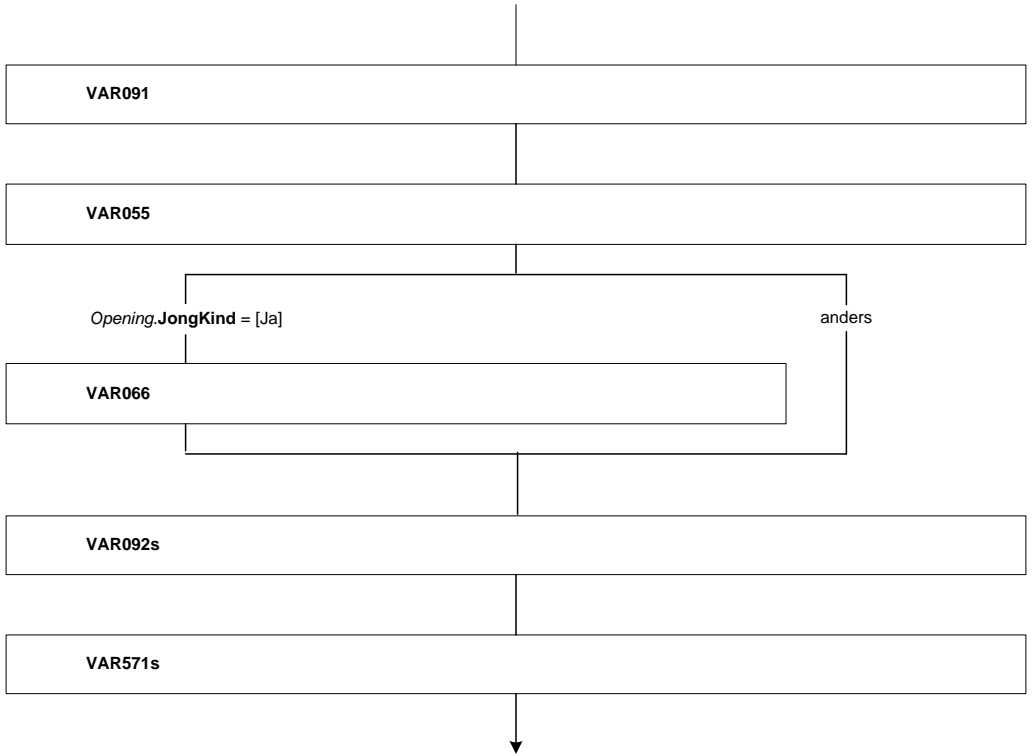 VAR091
VAR055
Opening.JongKind = [Ja]
anders
VAR066
VAR092s
VAR571s